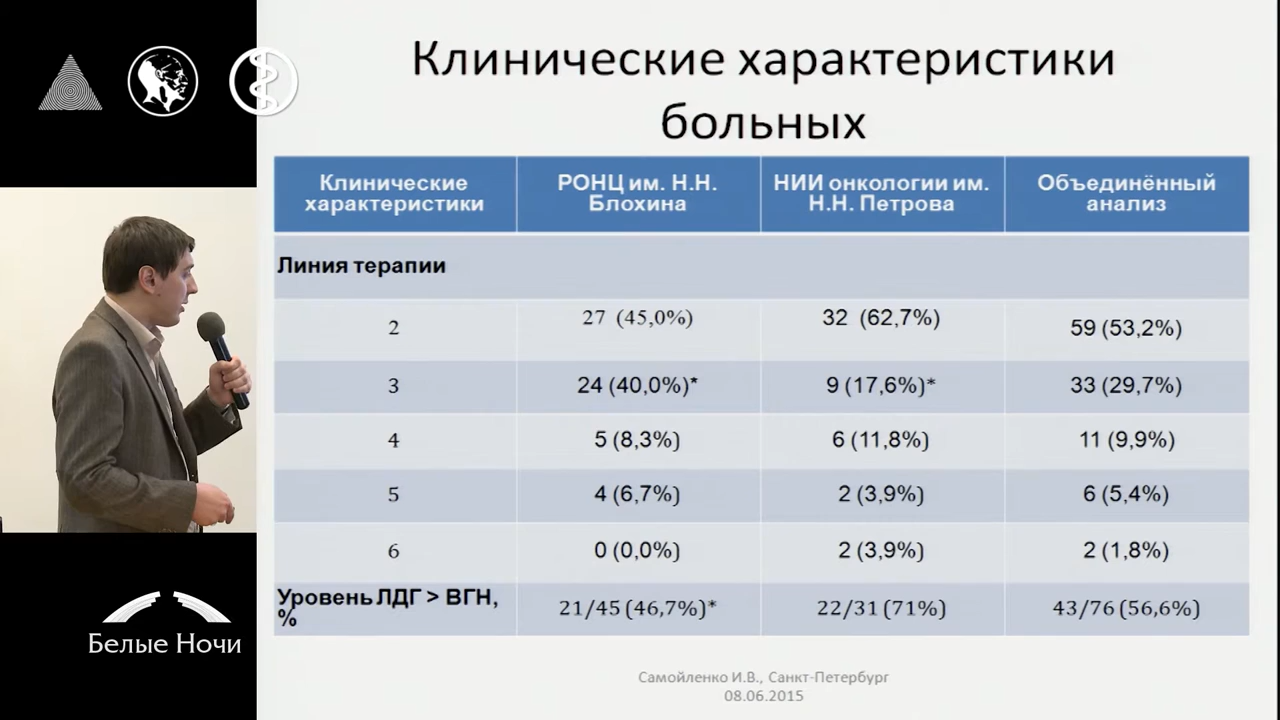 Клинические характеристики
больных
Клинические
характеристики
РОНЦ им. Н.Н.
Блохина
НИИ онкологии им.
Н.Н. Петрова
Объединённый
анализ
Линия терапии
2 27 (45,0%) 32 (62,7%) 59 (53,2%)
3 24 (40,0%)* 9 (17,6%)* 33 (29,7%)
4 5 (8,3%) 6 (11,8%) 11 (9,9%)
5 4 (6,7%) 2 (3,9%) 6 (5,4%)
6 0 (0,0%) 2 (3,9%) 2 (1,8%)
Уровень ЛДГ > ВГН,
%
21/45 (46,7%)* 22/31 (71%) 43/76 (56,6%)
Белые Ночи
Самойленко И.В., Санкт-Петербург
08.06.2015